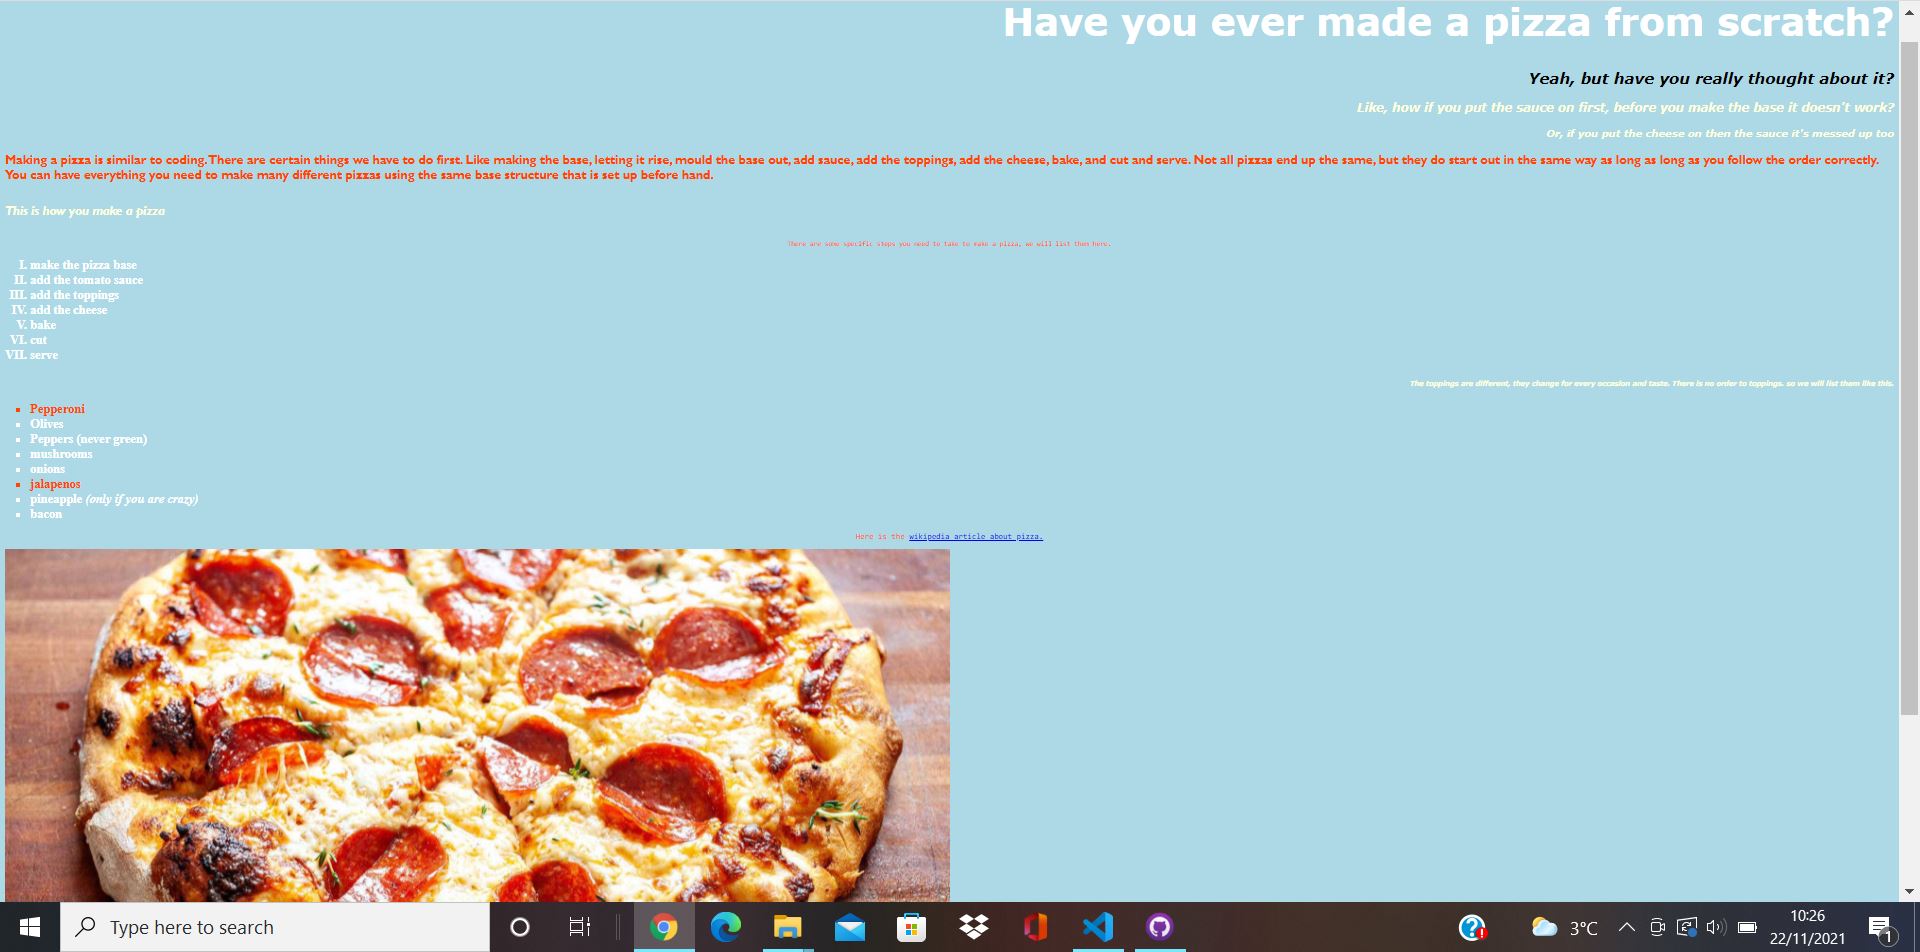 Have you ever made a pizza from scratch?
Yeah, but have you really thought about it?
Like, how if you put the sauce on first, before you make the base it doesn't work?
Or, if you put the cheese on then the sauce it's messed up too
Making a pizza is similar to coding. There are certain things we have to do first. Like making the base, letting it rise, mould the base out, add sauce, add the toppings, add the cheese, bake, and cut and serve. Not all pizzas end up the same, but they do start out in the same way as long as long as you follow the order correctly.
You can have everything you need to make many different pizzas using the same base structure that is set up before hand.
This is how you make a pizza
There are some specific steps you need to take to make a pizza, we will list them here.
I. make the pizza base
II. add the tomato sauce
III. add the toppings
IV. add the cheese
V. bake
VI. cut
VII. serve
The toppings are different, they change for every occasion and taste. There is no order to toppings. so we will list them like this.
▪ Pepperoni
▪ Olives
▪ Peppers (never green)
▪ mushrooms
▪ onions
▪ jalapenos
▪ pineapple (only if you are crazy)
▪ bacon
Here is the wikipedia article about pizza.
Type here to search
3°C
10:26
22/11/2021
1